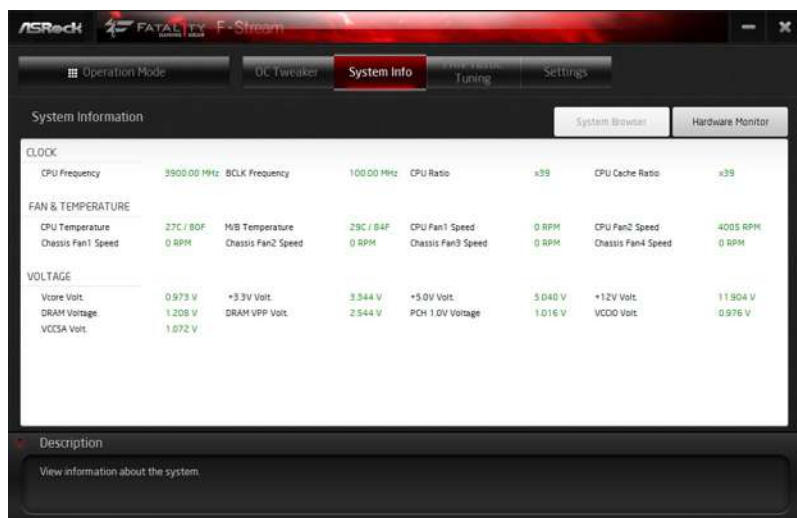 ASRock FATAL1TY GAMING GEAR F-Stream
Operation Mode OC Tweaker System Info Tuning Settings
System Information System Browser Hardware Monitor
CLOCK
CPU Frequency 3900.00 MHz BCLK Frequency 100.00 MHz CPU Ratio x39 CPU Cache Ratio x39
FAN & TEMPERATURE
CPU Temperature 27C / 80F M/B Temperature 29C / 84F CPU Fan1 Speed 0 RPM CPU Fan2 Speed 4005 RPM
Chassis Fan1 Speed 0 RPM Chassis Fan2 Speed 0 RPM Chassis Fan3 Speed 0 RPM Chassis Fan4 Speed 0 RPM
VOLTAGE
Vcore Volt. 0.973 V +3.3V Volt. 3.344 V +5.0V Volt. 5.040 V +12V Volt. 11.904 V
DRAM Voltage 1.208 V DRAM VPP Volt. 2.544 V PCH 1.0V Voltage 1.016 V VCCIO Volt. 0.976 V
VCCSA Volt. 1.072 V
Description
View information about the system.